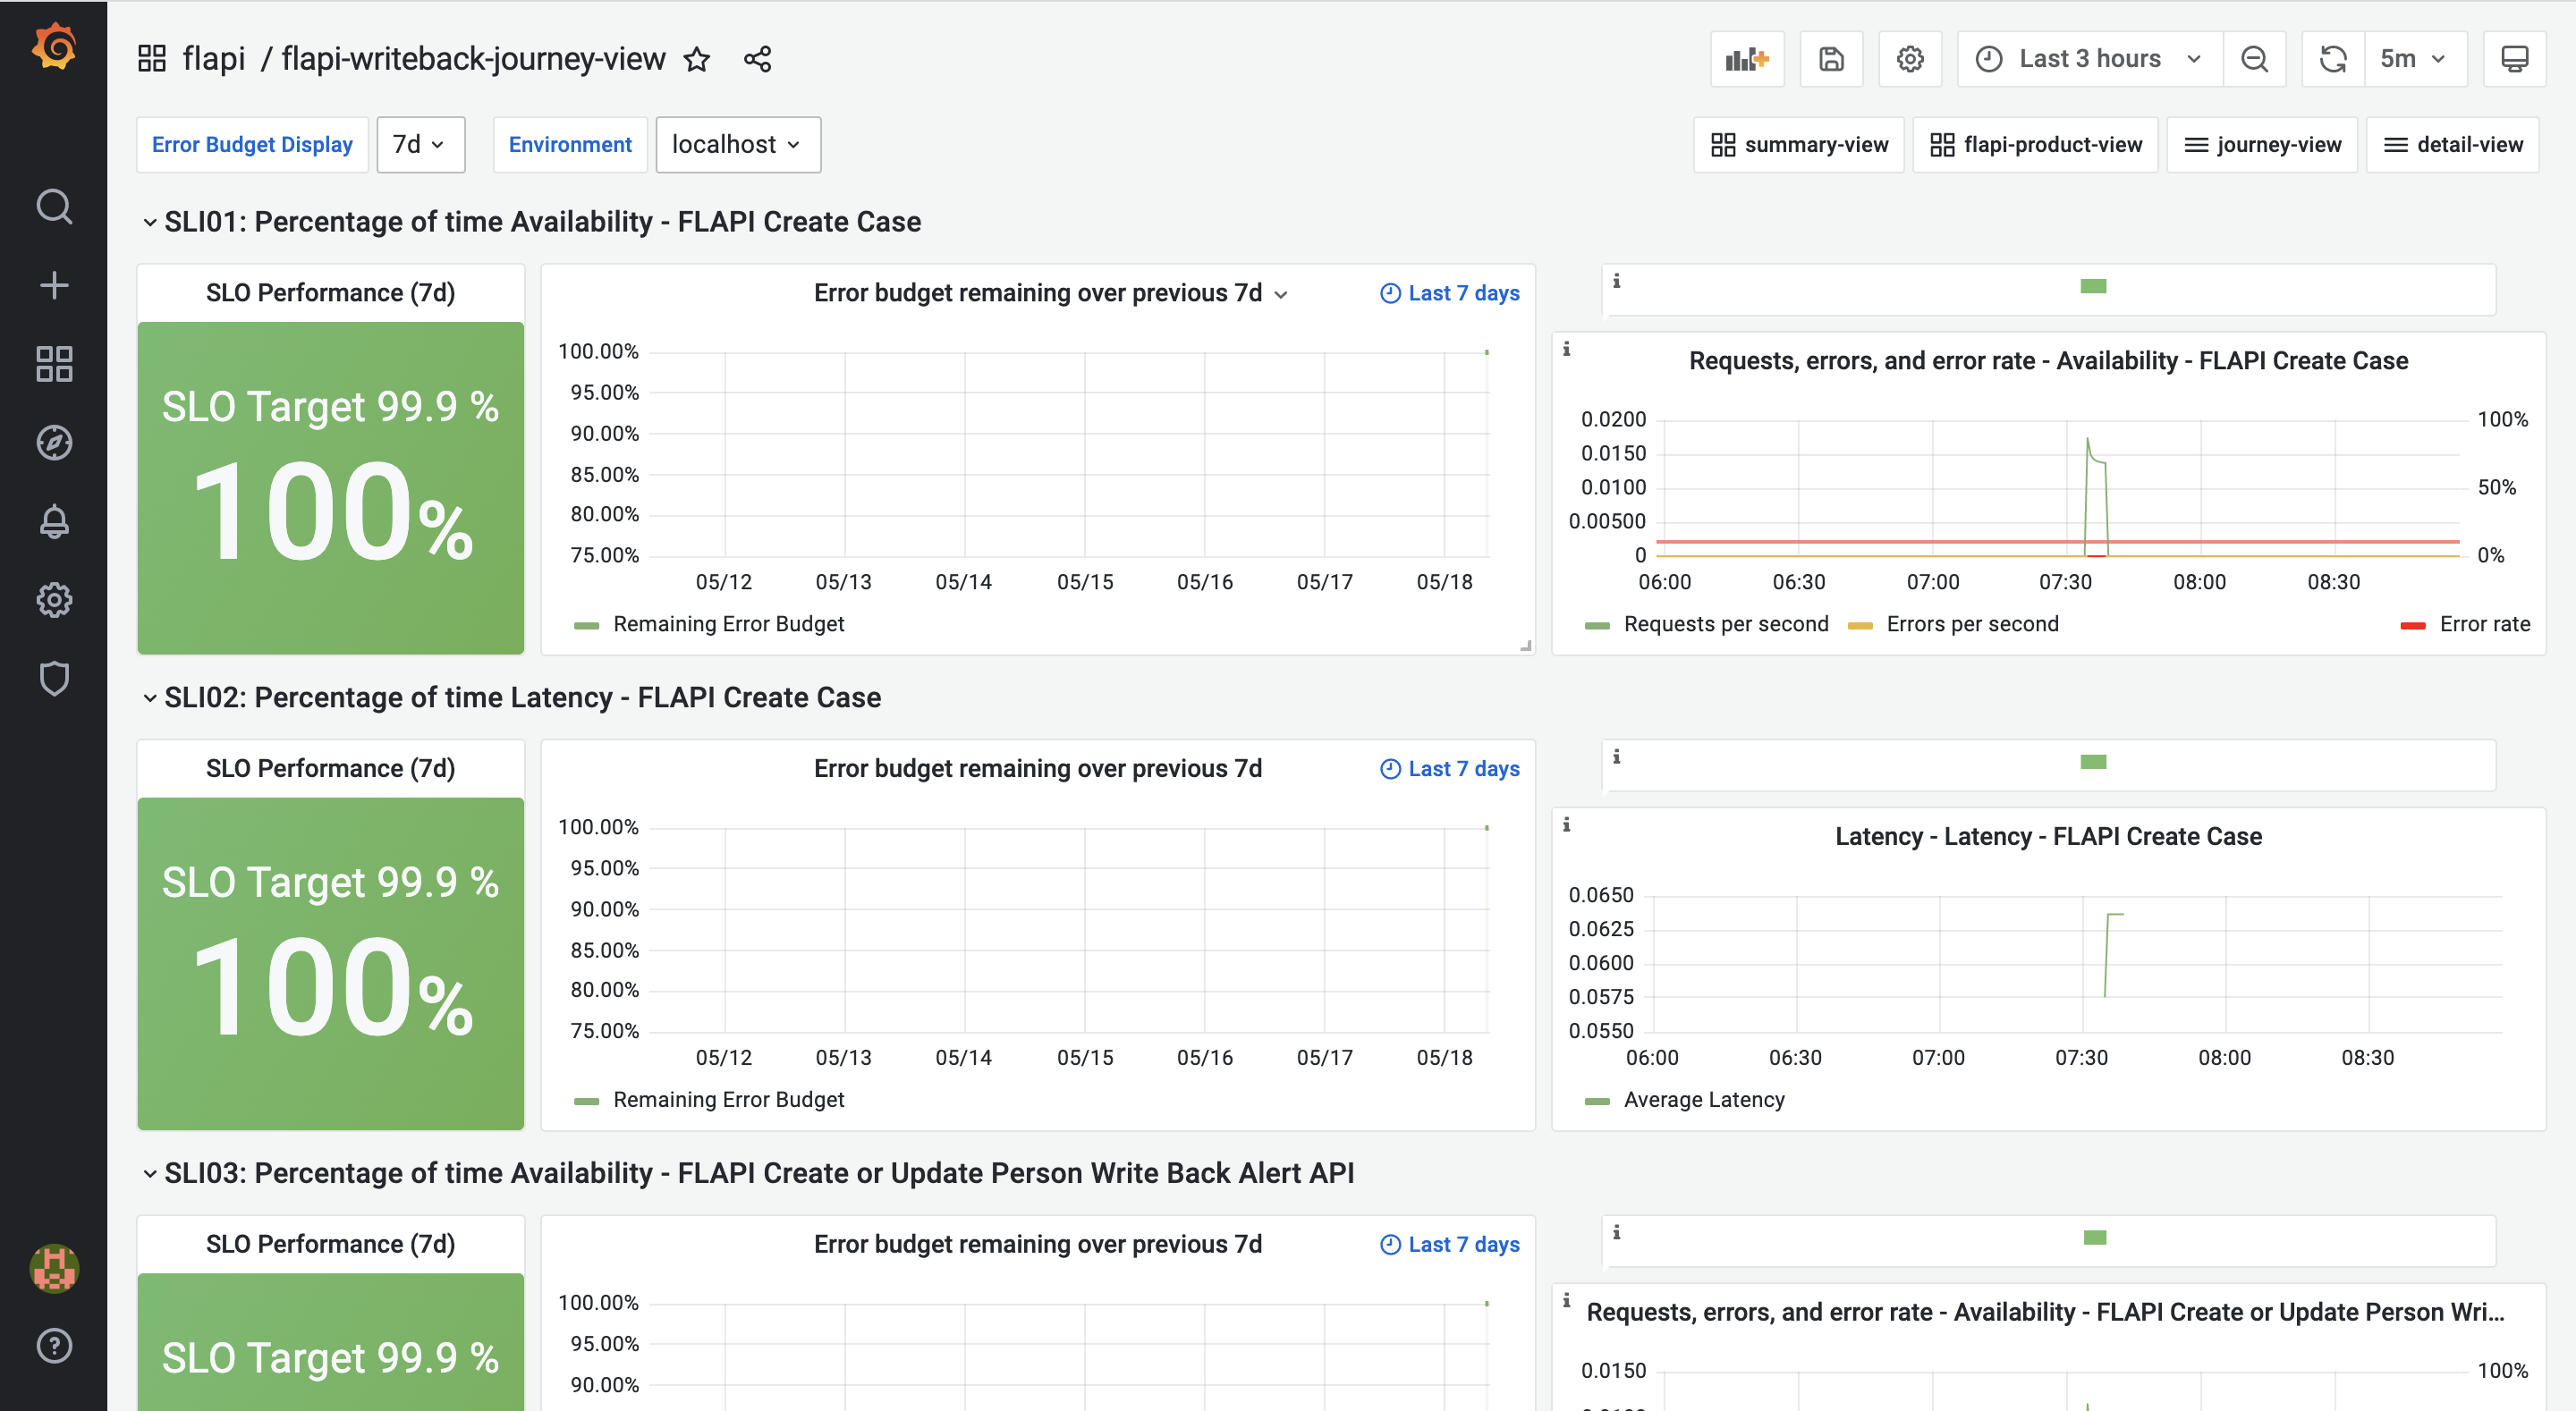 flapi / flapi-writeback-journey-view
Last 3 hours
5m
Error Budget Display 7d Environment localhost
summary-view flapi-product-view journey-view detail-view
SLI01: Percentage of time Availability - FLAPI Create Case
SLO Performance (7d)
SLO Target 99.9 %
100%
Error budget remaining over previous 7d
Last 7 days
100.00%
95.00%
90.00%
85.00%
80.00%
75.00%
05/12 05/13 05/14 05/15 05/16 05/17 05/18
Remaining Error Budget
i
i
Requests, errors, and error rate - Availability - FLAPI Create Case
0.0200 100%
0.0150
0.0100 50%
0.00500
0 0%
06:00 06:30 07:00 07:30 08:00 08:30
Requests per second Errors per second Error rate
SLI02: Percentage of time Latency - FLAPI Create Case
SLO Performance (7d)
SLO Target 99.9 %
100%
Error budget remaining over previous 7d
Last 7 days
100.00%
95.00%
90.00%
85.00%
80.00%
75.00%
05/12 05/13 05/14 05/15 05/16 05/17 05/18
Remaining Error Budget
i
i
Latency - Latency - FLAPI Create Case
0.0650
0.0625
0.0600
0.0575
0.0550
06:00 06:30 07:00 07:30 08:00 08:30
Average Latency
SLI03: Percentage of time Availability - FLAPI Create or Update Person Write Back Alert API
SLO Performance (7d)
SLO Target 99.9 %
Error budget remaining over previous 7d
Last 7 days
100.00%
95.00%
90.00%
i
i
Requests, errors, and error rate - Availability - FLAPI Create or Update Person Wri...
0.0150 100%